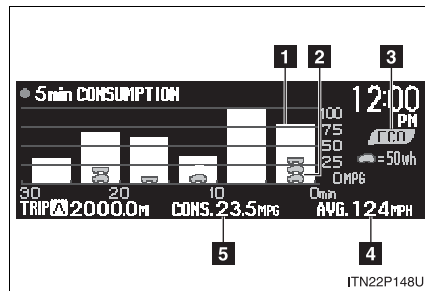 1
2
3
5min CONSUMPTION
12:00
PM
100
75
50
25
0MPG
ECO
=50wh
30
20
10
0min
TRIP A 2000.0M
CONS.23.5MPG
AVG.124MPH
5
4
ITN22P148U